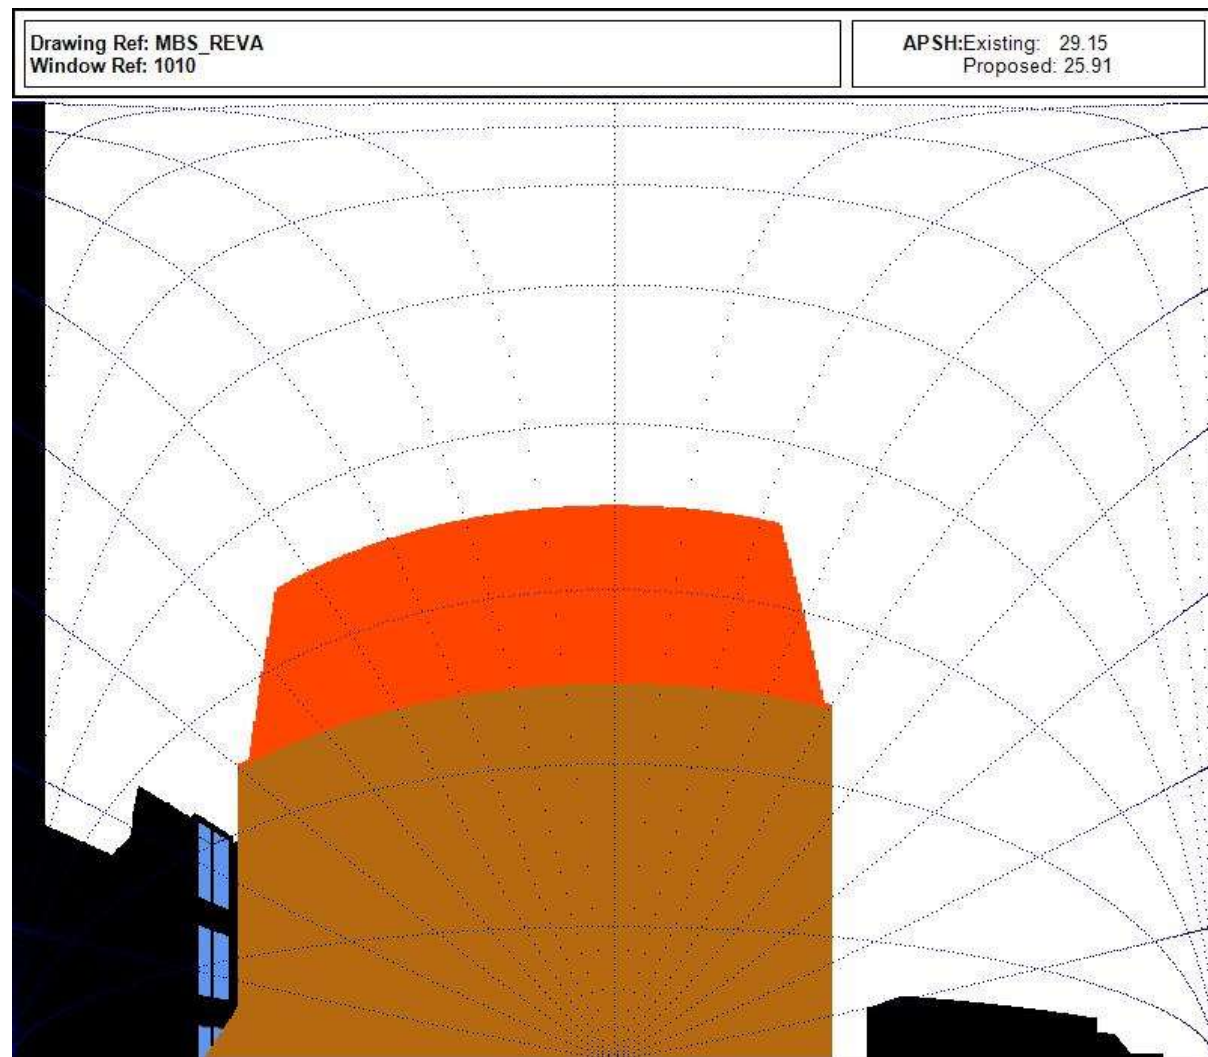 Drawing Ref: MBS_REVA
Window Ref: 1010
APSH:Existing: 29.15
Proposed: 25.91